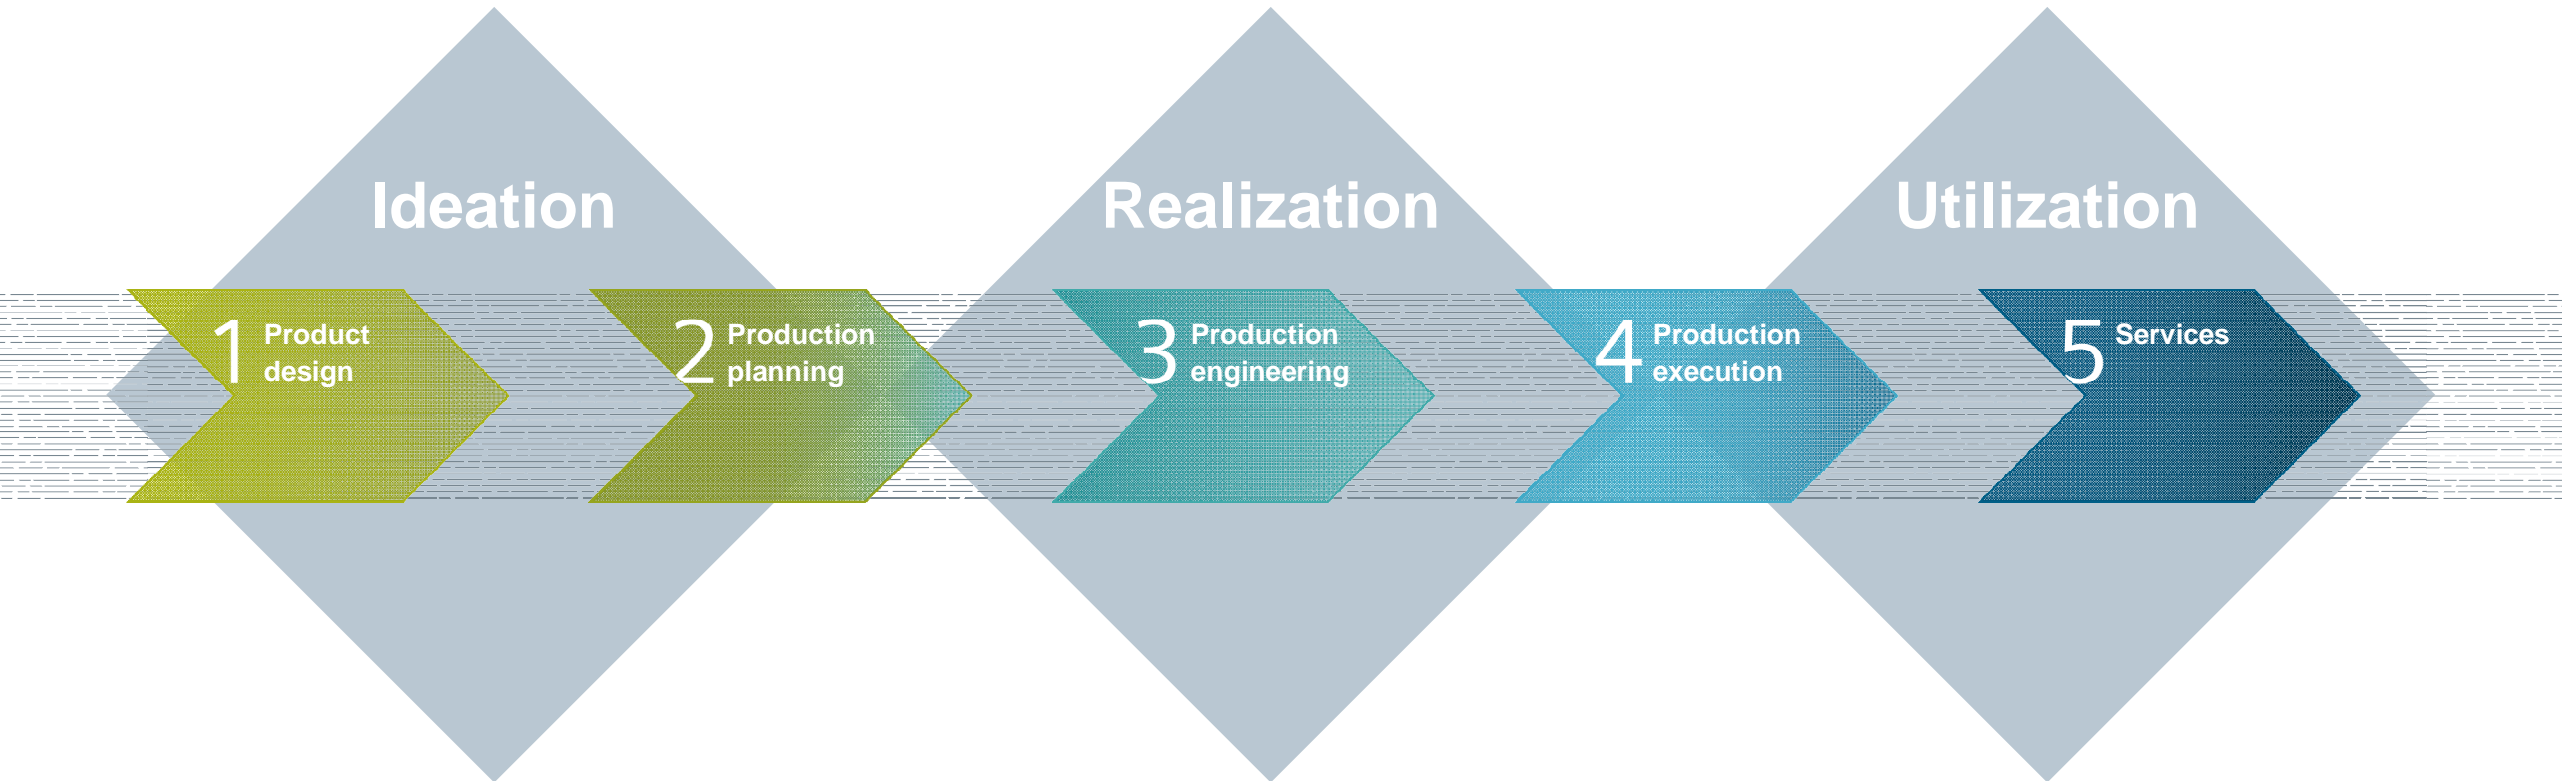 Ideation
Realization
Utilization
1 Product
design
2 Production
planning
3 Production
engineering
4 Production
execution
5 Services